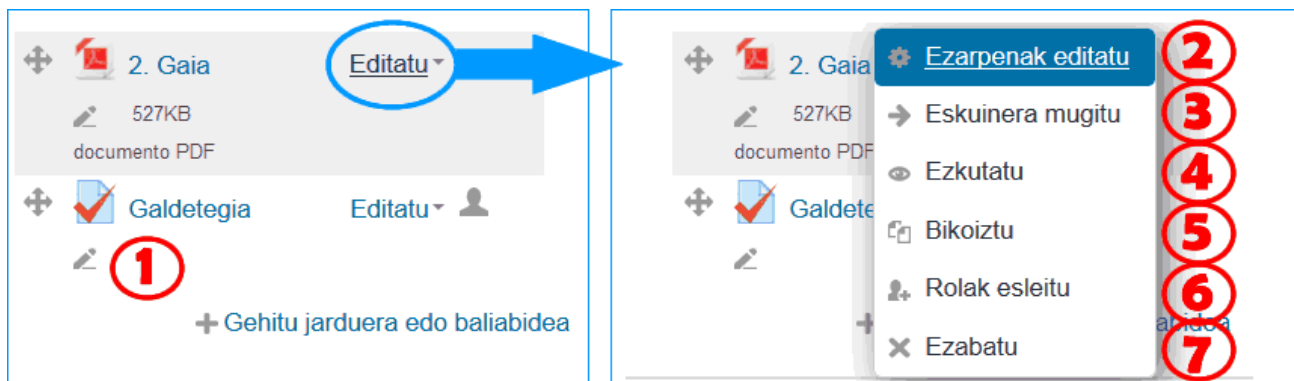 2. Gaia Editatu
527KB
documento PDF
Galdetegia Editatu
1
Gehitu jarduera edo baliabidea
2. Gaia
527KB
documento PDF
Galdete
Ezarpenak editatu 2
Eskuinera mugitu 3
Ezkutatu 4
Bikoiztu 5
Rolak esleitu 6
Ezabatu 7